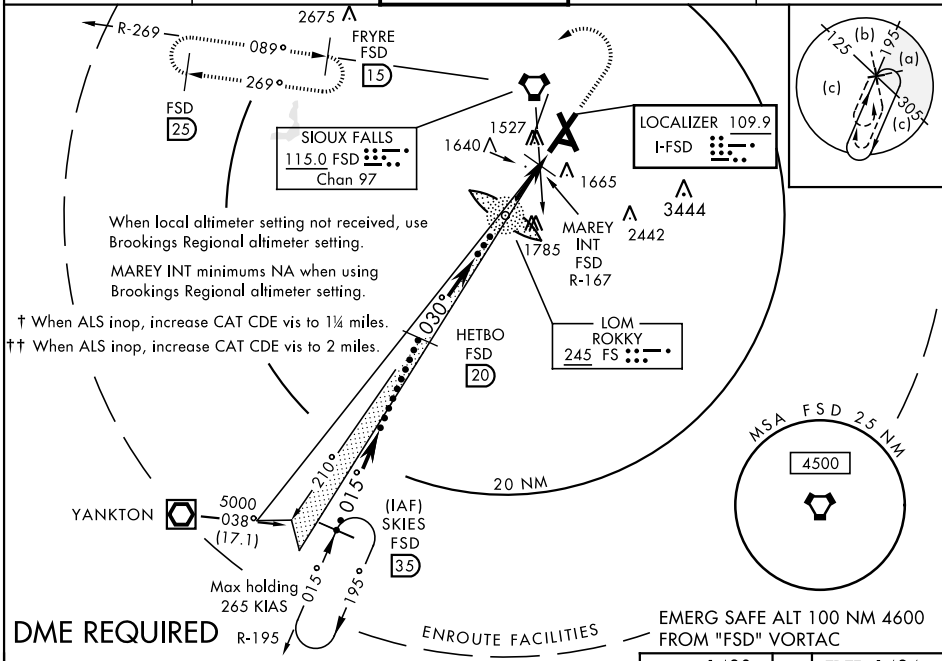 2675
R-269
089°
269°
FRYRE
FSD
15
FSD
25
(b)
125
195
(a)
(c)
305
(c)
SIOUX FALLS
115.0 FSD
Chan 97
1527
1640
LOCALIZER 109.9
I-FSD
1665
3444
2442
1785
MAREY
INT
FSD
R-167
When local altimeter setting not received, use
Brookings Regional altimeter setting.
MAREY INT minimums NA when using
Brookings Regional altimeter setting.
† When ALS inop, increase CAT CDE vis to 1¼ miles.
†† When ALS inop, increase CAT CDE vis to 2 miles.
030°
HETBO
FSD
20
LOM
ROKKY
245 FS
MSA FSD 25 NM
4500
20 NM
210°
015°
YANKTON
5000
038°
(17.1)
(IAF)
SKIES
FSD
35
Max holding
265 KIAS
015°
195°
R-195
DME REQUIRED
ENROUTE FACILITIES
EMERG SAFE ALT 100 NM 4600
FROM "FSD" VORTAC